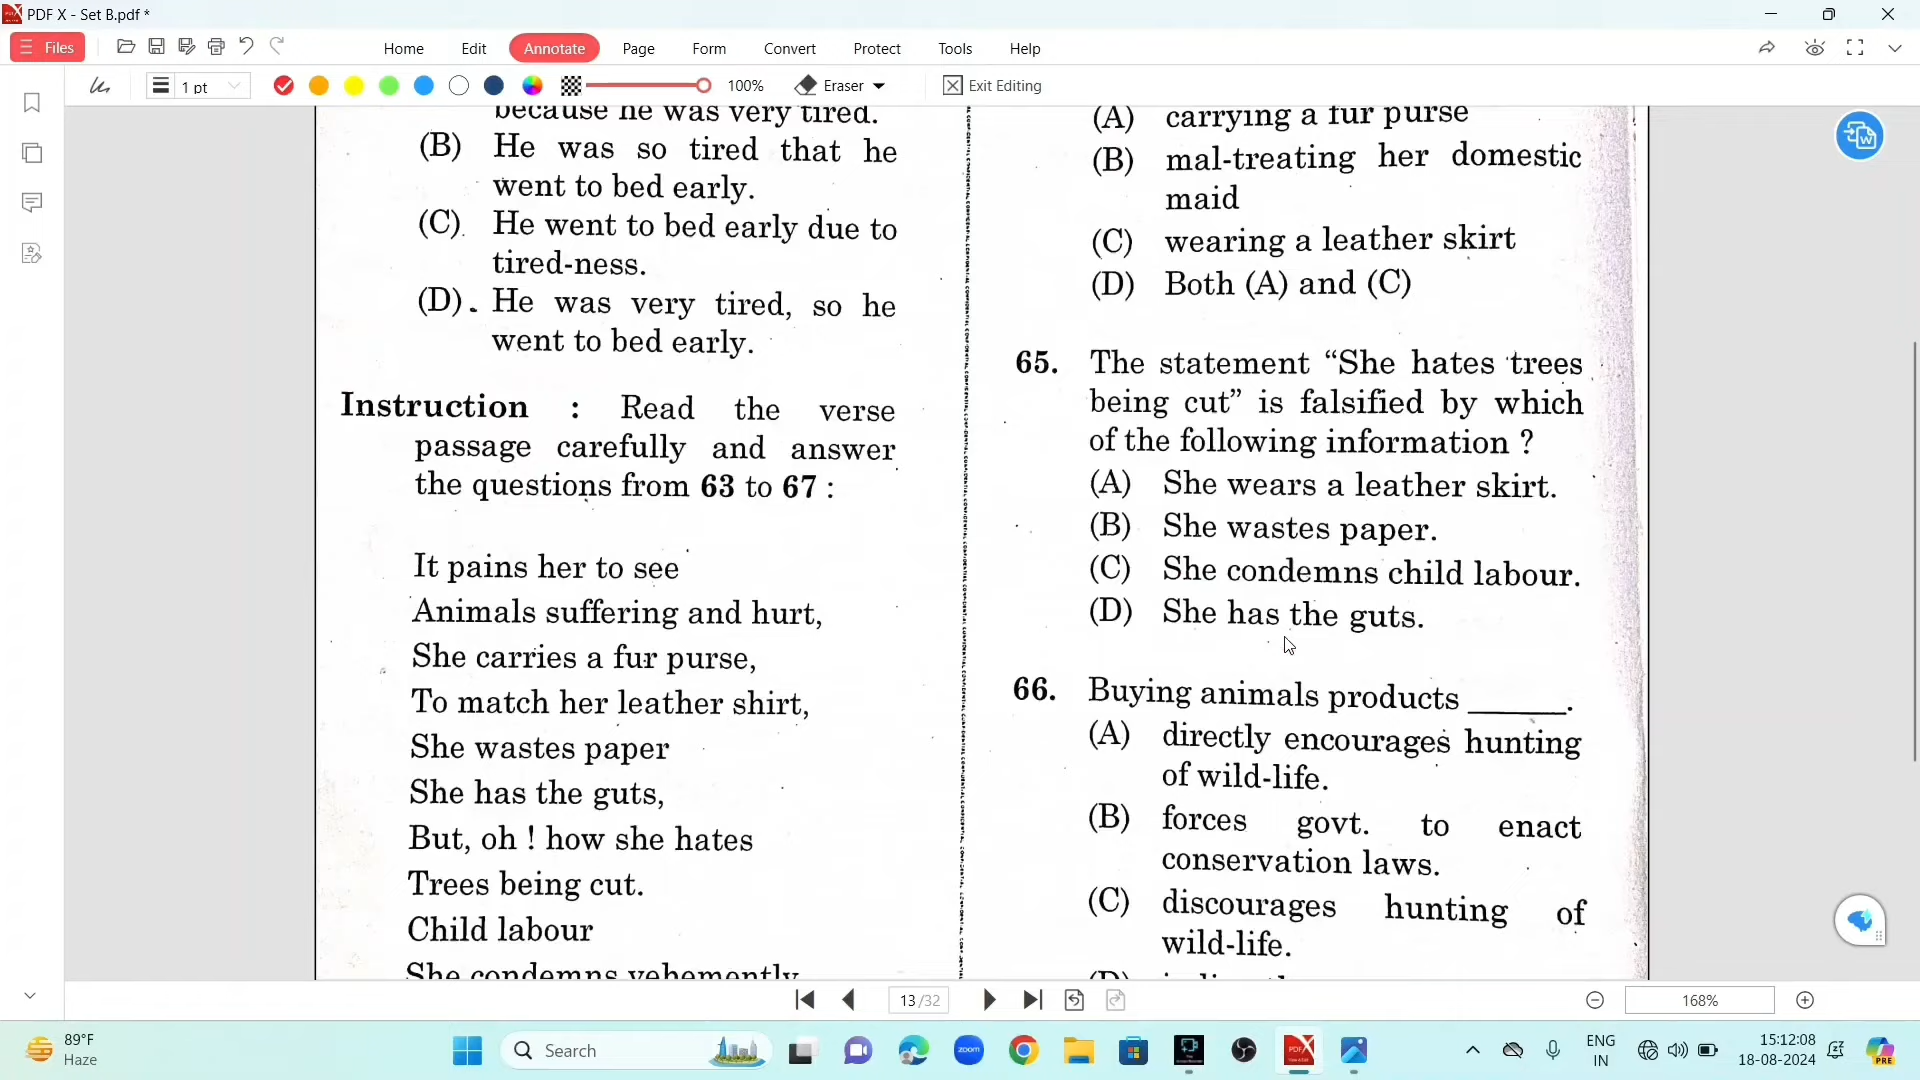 PDF X - Set B.pdf *
Files
Home Edit Annotate Page Form Convert Protect Tools Help
1 pt
100%
Eraser
Exit Editing
because he was very tired.
(B) He was so tired that he
went to bed early.
(C) He went to bed early due to
tired-ness.
(D) He was very tired, so he
went to bed early.
Instruction : Read the verse
passage carefully and answer
the questions from 63 to 67 :
It pains her to see
Animals suffering and hurt,
She carries a fur purse,
To match her leather shirt,
She wastes paper
She has the guts,
But, oh ! how she hates
Trees being cut.
Child labour
She condemns vehemently
(A) carrying a fur purse
(B) mal-treating her domestic
maid
(C) wearing a leather skirt
(D) Both (A) and (C)
65. The statement “She hates trees
being cut” is falsified by which
of the following information ?
(A) She wears a leather skirt.
(B) She wastes paper.
(C) She condemns child labour.
(D) She has the guts.
66. Buying animals products ______.
(A) directly encourages hunting
of wild-life.
(B) forces govt. to enact
conservation laws.
(C) discourages hunting of
wild-life.
(D)
13 /32
168%
89°F
Haze
Search
zoom
ENG
IN
15:12:08
18-08-2024
PRE